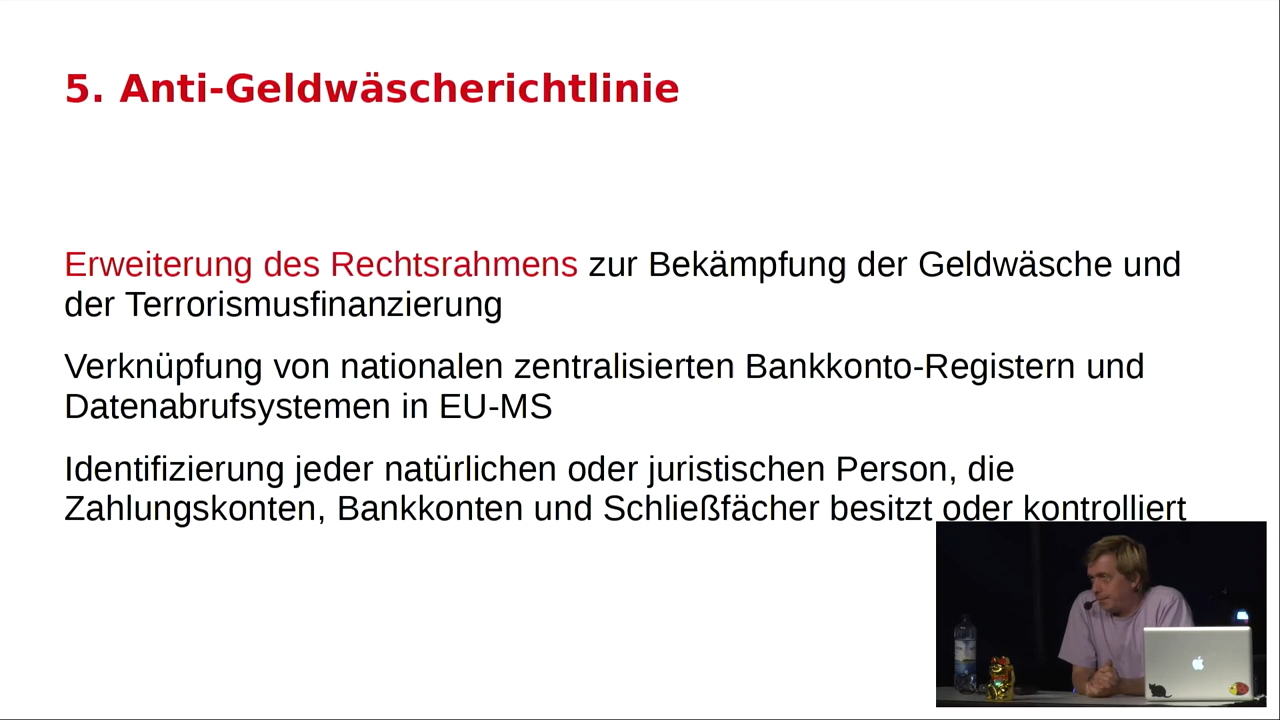 5. Anti-Geldwäscherichtlinie
Erweiterung des Rechtsrahmens zur Bekämpfung der Geldwäsche und
der Terrorismusfinanzierung
Verknüpfung von nationalen zentralisierten Bankkonto-Registern und
Datenabrufsystemen in EU-MS
Identifizierung jeder natürlichen oder juristischen Person, die
Zahlungskonten, Bankkonten und Schließfächer besitzt oder kontrolliert